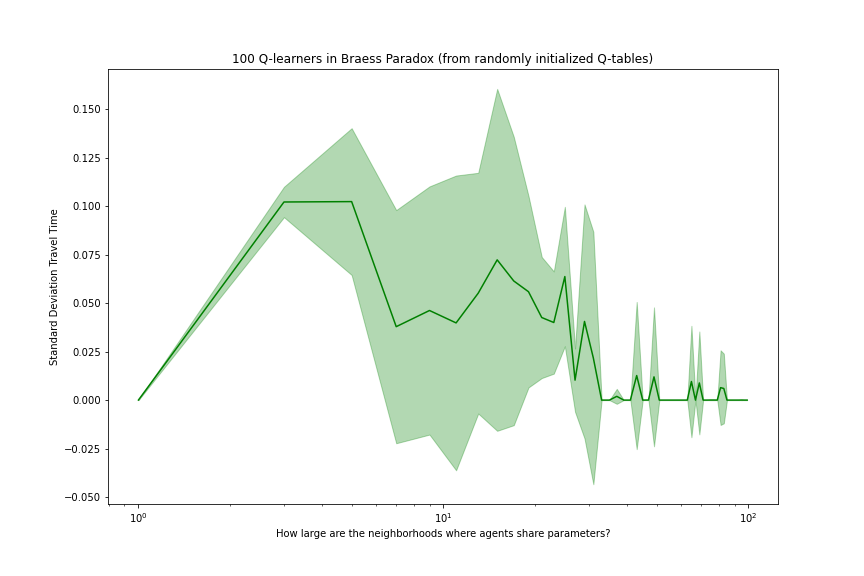 100 Q-learners in Braess Paradox (from randomly initialized Q-tables)
Standard Deviation Travel Time
0.150
0.125
0.100
0.075
0.050
0.025
0.000
−0.025
−0.050
10⁰ 10¹ 10²
How large are the neighborhoods where agents share parameters?